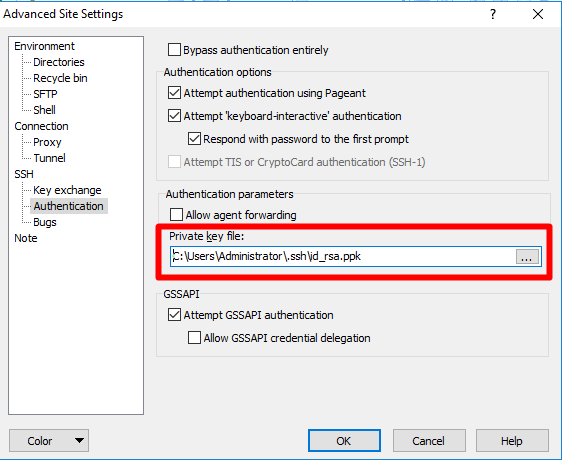 Advanced Site Settings
?
Environment
Directories
Recycle bin
SFTP
Shell
Connection
Proxy
Tunnel
SSH
Key exchange
Authentication
Bugs
Note
Bypass authentication entirely
Authentication options
Attempt authentication using Pageant
Attempt 'keyboard-interactive' authentication
Respond with password to the first prompt
Attempt TIS or CryptoCard authentication (SSH-1)
Authentication parameters
Allow agent forwarding
Private key file:
C:\Users\Administrator\.ssh\id_rsa.ppk
...
GSSAPI
Attempt GSSAPI authentication
Allow GSSAPI credential delegation
Color
OK
Cancel
Help